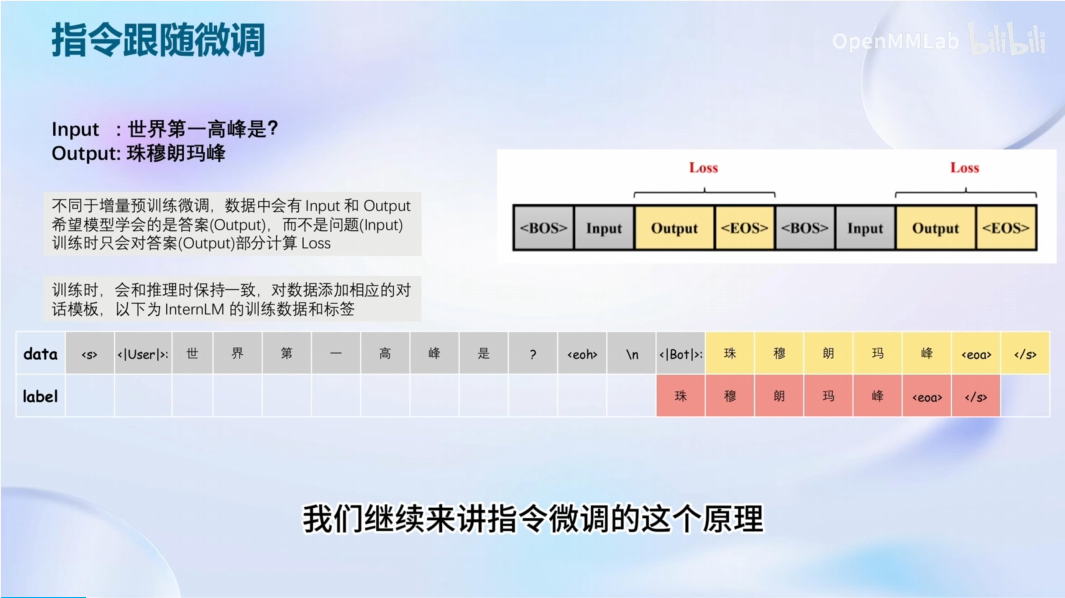 指令跟随微调
OpenMMLab bilibili
Input : 世界第一高峰是?
Output: 珠穆朗玛峰
不同于增量预训练微调，数据中会有 Input 和 Output
希望模型学会的是答案(Output)，而不是问题(Input)
训练时只会对答案(Output)部分计算 Loss
Loss Loss
<BOS> Input Output <EOS> <BOS> Input Output <EOS>
训练时，会和推理时保持一致，对数据添加相应的对
话模板，以下为 InternLM 的训练数据和标签
data <s> <|User|>: 世 界 第 一 高 峰 是 ? <eoh> \n <|Bot|>: 珠 穆 朗 玛 峰 <eoa> </s>
label 珠 穆 朗 玛 峰 <eoa> </s>
我们继续来讲指令微调的这个原理